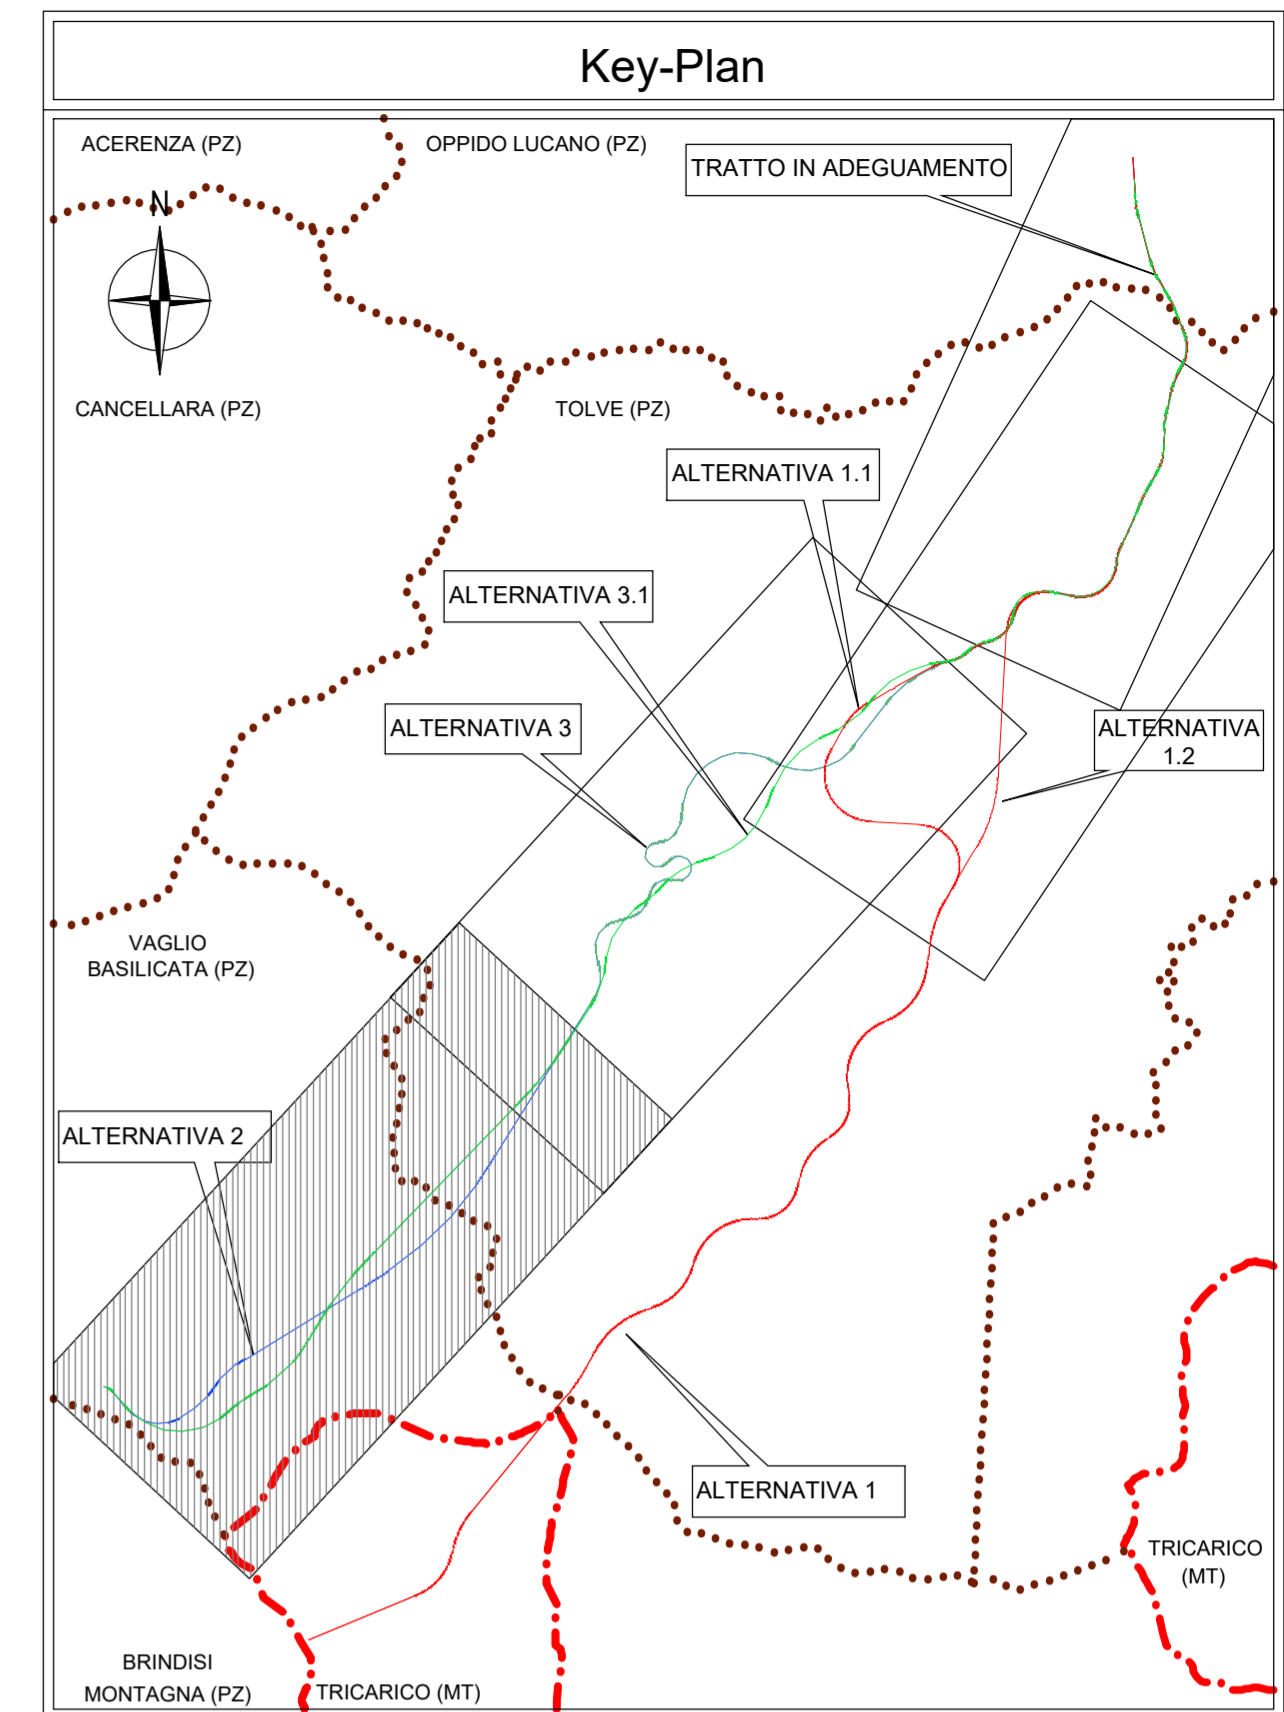 Key-Plan
ACERENZA (PZ)
OPPIDO LUCANO (PZ)
TRATTO IN ADEGUAMENTO
N
CANCELLARA (PZ)
TOLVE (PZ)
ALTERNATIVA 1.1
ALTERNATIVA 3.1
ALTERNATIVA 3
ALTERNATIVA
1.2
VAGLIO
BASILICATA (PZ)
ALTERNATIVA 2
ALTERNATIVA 1
TRICARICO
(MT)
BRINDISI
MONTAGNA (PZ)
TRICARICO (MT)